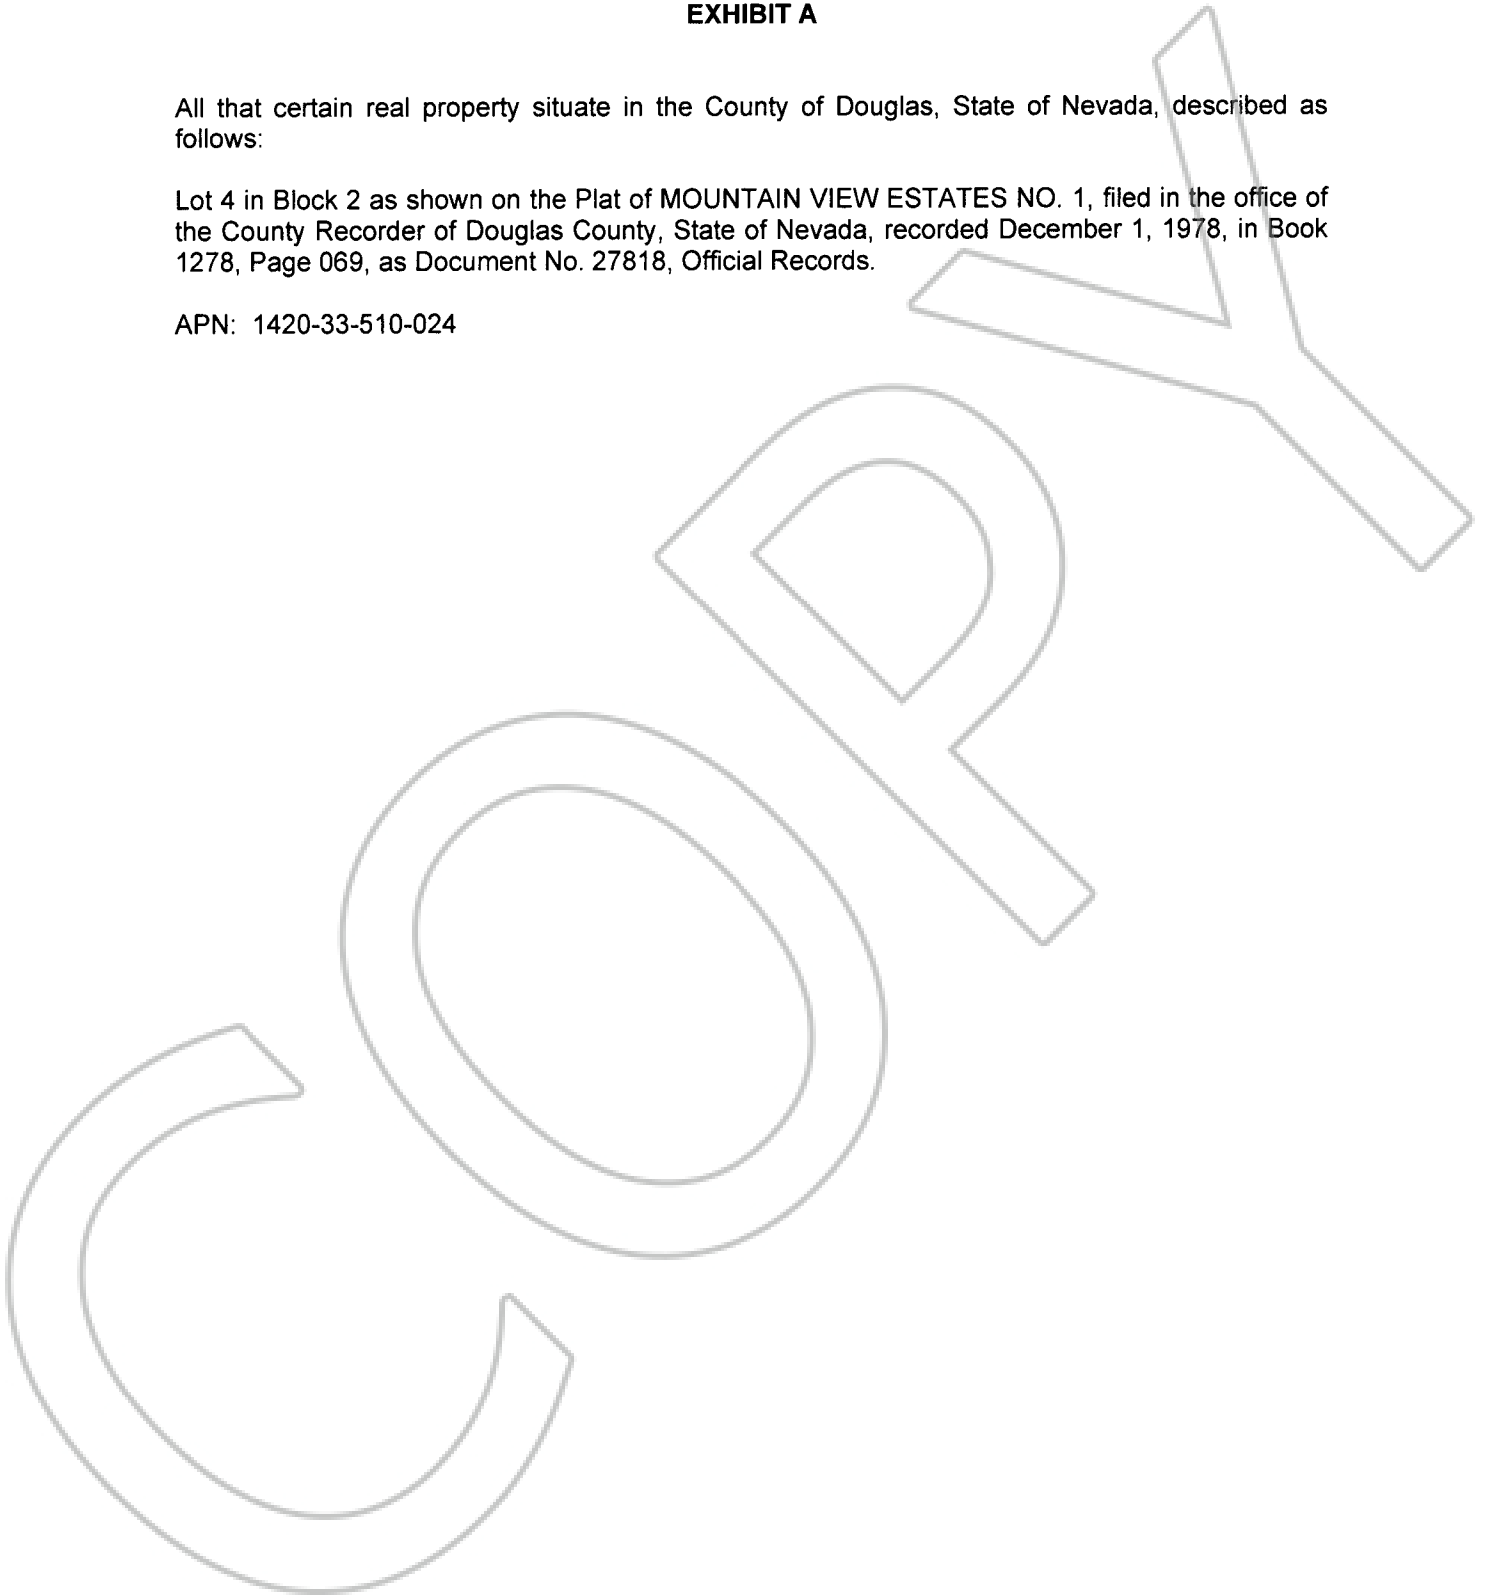 EXHIBIT A
All that certain real property situate in the County of Douglas, State of Nevada, described as
follows:
Lot 4 in Block 2 as shown on the Plat of MOUNTAIN VIEW ESTATES NO. 1, filed in the office of
the County Recorder of Douglas County, State of Nevada, recorded December 1, 1978, in Book
1278, Page 069, as Document No. 27818, Official Records.
APN: 1420-33-510-024
COPY